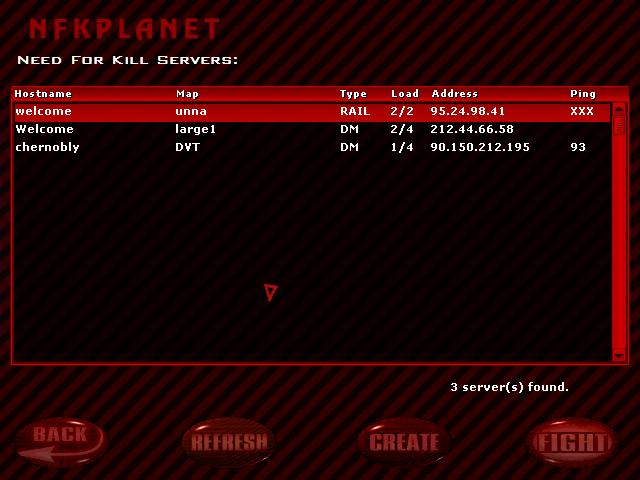 NFKPLANET
NEED FOR KILL SERVERS:
Hostname Map Type Load Address Ping
welcome unna RAIL 2/2 95.24.98.41 XXX
Welcome large1 DM 2/4 212.44.66.58
chernobly DVT DM 1/4 90.150.212.195 93
3 server(s) found.
BACK REFRESH CREATE FIGHT